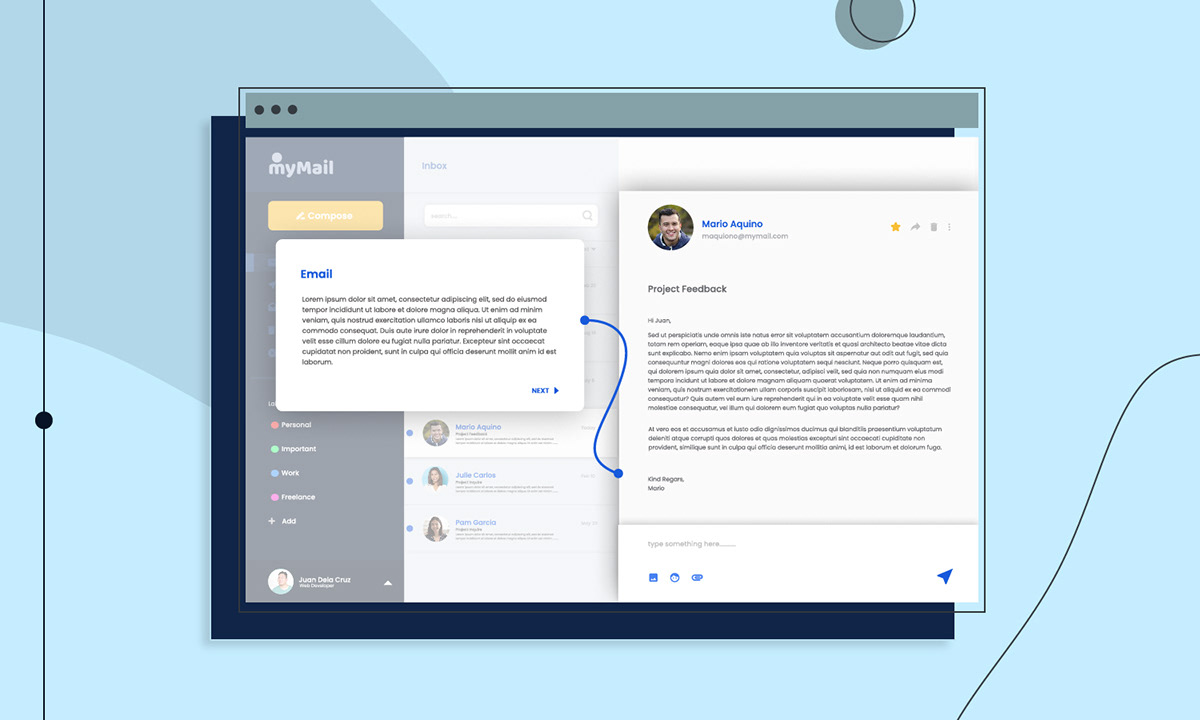 myMail
Compose
Inbox
Search...
Email
Lorem ipsum dolor sit amet, consectetur adipiscing elit, sed do eiusmod
tempor incididunt ut labore et dolore magna aliqua. Ut enim ad minim
veniam, quis nostrud exercitation ullamco laboris nisi ut aliquip ex ea
commodo consequat. Duis aute irure dolor in reprehenderit in voluptate
velit esse cillum dolore eu fugiat nulla pariatur. Excepteur sint occaecat
cupidatat non proident, sunt in culpa qui officia deserunt mollit anim id est
laborum.
NEXT
Personal
Important
Work
Freelance
Add
Juan Dela Cruz
Web Developer
Mario Aquino
Project Feedback
Today
Julie Carlos
Project Inquire
Pam Garcia
Project Inquire
May 20
Mario Aquino
maquiono@mymail.com
Project Feedback
Hi Juan,
Sed ut perspiciatis unde omnis iste natus error sit voluptatem accusantium doloremque laudantium,
totam rem operiam, eaque ipsa quae ab illo inventore veritatis et quasi architecto beatae vitae dicta
sunt explicabo. Nemo enim ipsam voluptatem quia voluptas sit aspernatur aut odit aut fugit, sed quia
consequuntur magni dolores eos qui ratione voluptatem sequi nesciunt. Neque porro quisquam est,
qui dolorem ipsum quia dolor sit amet, consectetur, adipisci velit, sed quia non numquam eius modi
tempora incidunt ut labore et dolore magnam aliquam quaerat voluptatem. Ut enim ad minima
veniam, quis nostrum exercitationem ullam corporis suscipit laboriosam, nisi ut aliquid ex ea commodi
consequatur? Quis autem vel eum iure reprehenderit qui in ea voluptate velit esse quam nihil
molestiae consequatur, vel illum qui dolorem eum fugiat quo voluptas nulla pariatur?
At vero eos et accusamus et iusto odio dignissimos ducimus qui blanditiis praesentium voluptatum
deleniti atque corrupti quos dolores et quas molestias excepturi sint occaecati cupiditate non
provident, similique sunt in culpa qui officia deserunt mollitia animi, id est laborum et dolorum fuga.
Kind Regars,
Mario
type something here..........